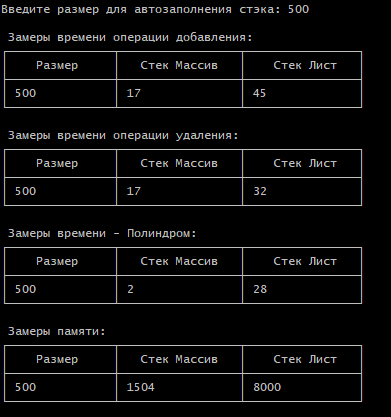 Введите размер для автозаполнения стэка: 500
Замеры времени операции добавления:
Размер Стек Массив Стек Лист
500 17 45
Замеры времени операции удаления:
Размер Стек Массив Стек Лист
500 17 32
Замеры времени - Полиндром:
Размер Стек Массив Стек Лист
500 2 28
Замеры памяти:
Размер Стек Массив Стек Лист
500 1504 8000